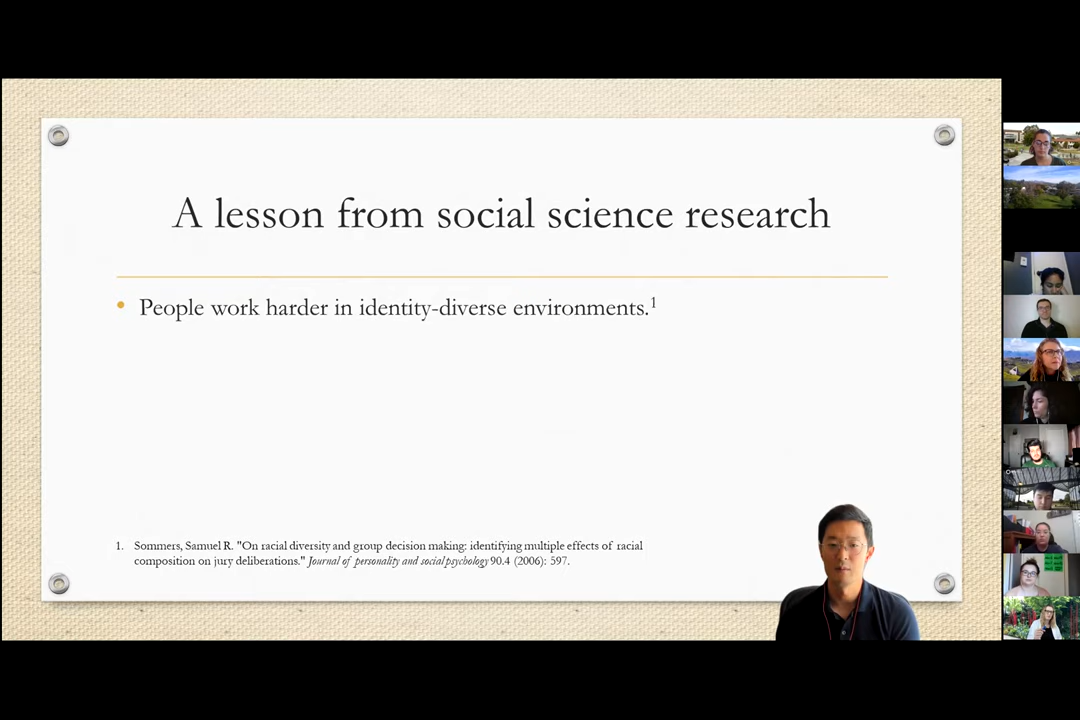 A lesson from social science research
• People work harder in identity-diverse environments.¹
1. Sommers, Samuel R. "On racial diversity and group decision making: identifying multiple effects of racial
composition on jury deliberations." Journal of personality and social psychology 90.4 (2006): 597.